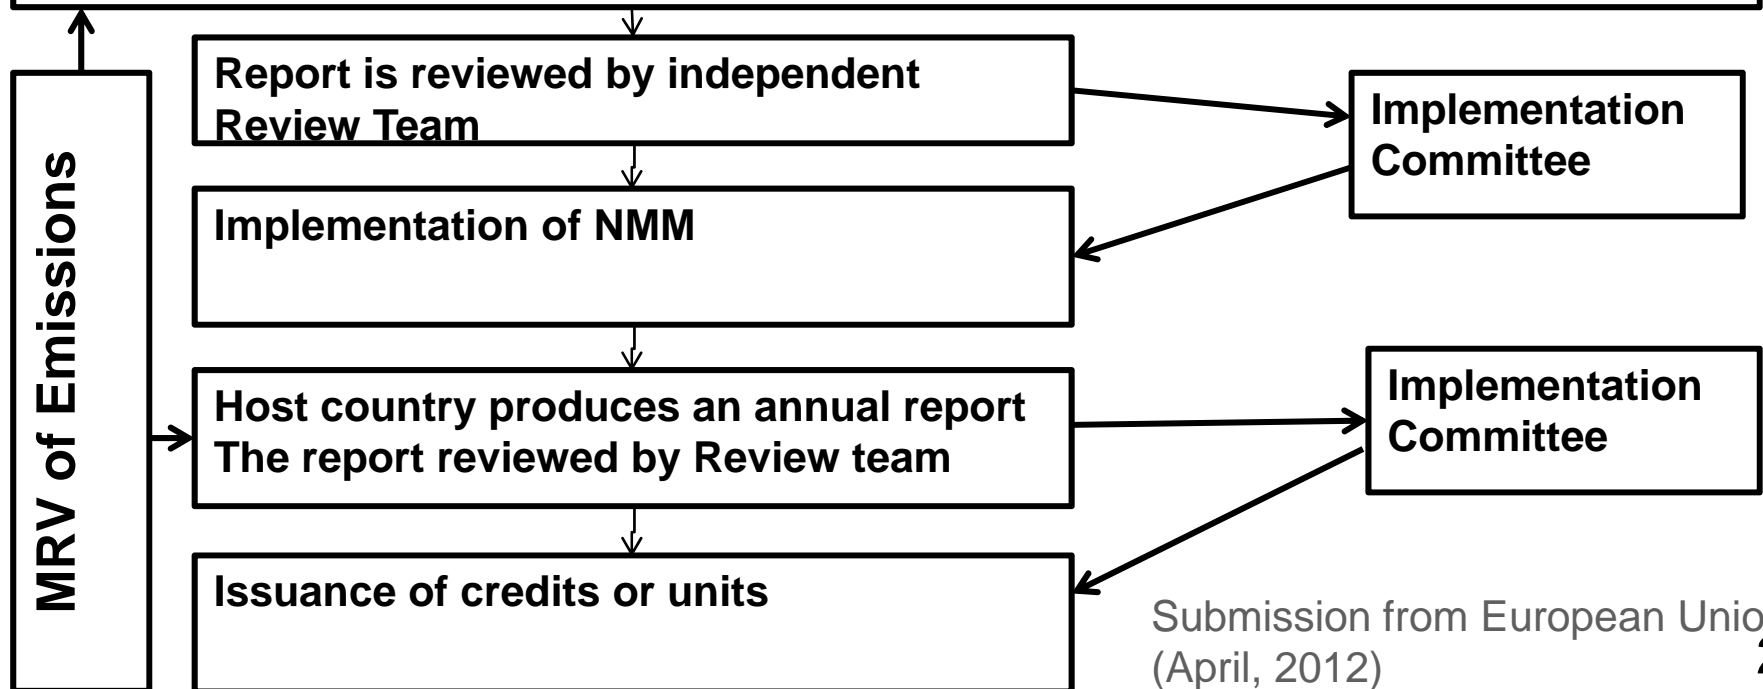 Report is reviewed by independent
Review Team
Implementation
Committee
Implementation of NMM
MRV of Emissions
Host country produces an annual report
The report reviewed by Review team
Implementation
Committee
Issuance of credits or units
Submission from European
(April, 2012)